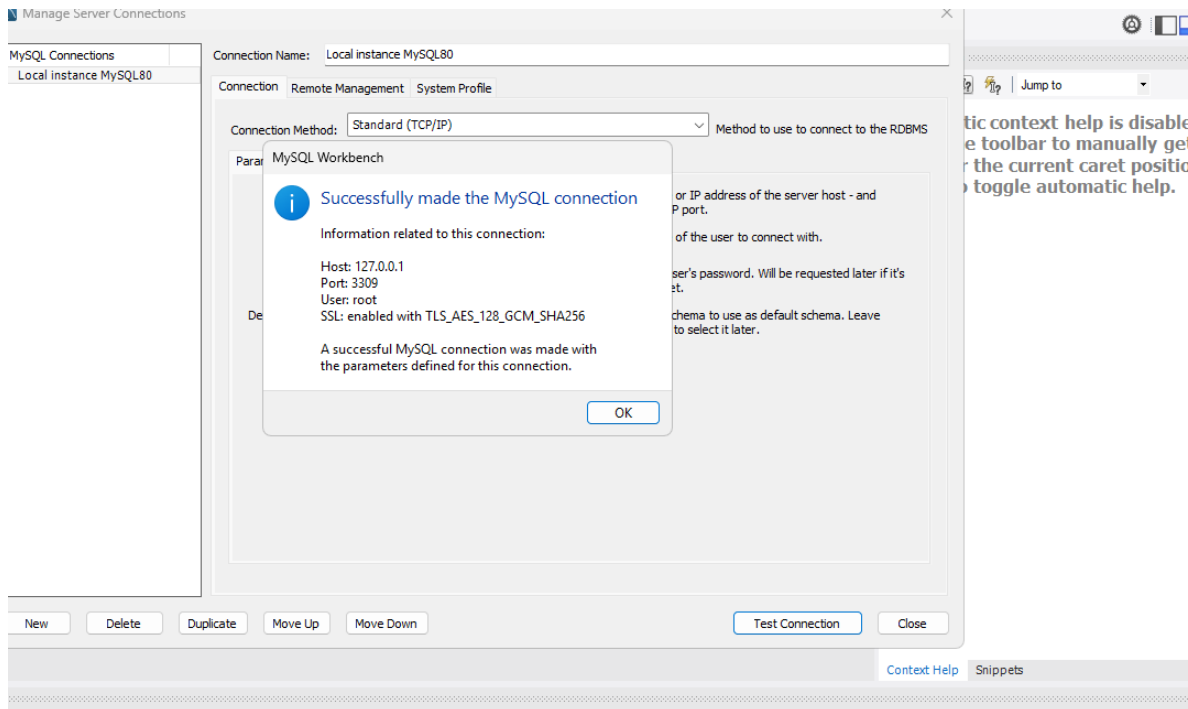 Manage Server Connections
MySQL Connections
Local instance MySQL80
Connection Name: Local instance MySQL80
Connection Remote Management System Profile
Connection Method: Standard (TCP/IP) Method to use to connect to the RDBMS
MySQL Workbench
Successfully made the MySQL connection
Information related to this connection:
Host: 127.0.0.1
Port: 3309
User: root
SSL: enabled with TLS_AES_128_GCM_SHA256
A successful MySQL connection was made with
the parameters defined for this connection.
OK
or IP address of the server host - and
P port.
of the user to connect with.
ser's password. Will be requested later if it's
et.
chema to use as default schema. Leave
to select it later.
New Delete Duplicate Move Up Move Down Test Connection Close
Jump to
tic context help is disable
e toolbar to manually get
r the current caret positio
toggle automatic help.
Context Help Snippets